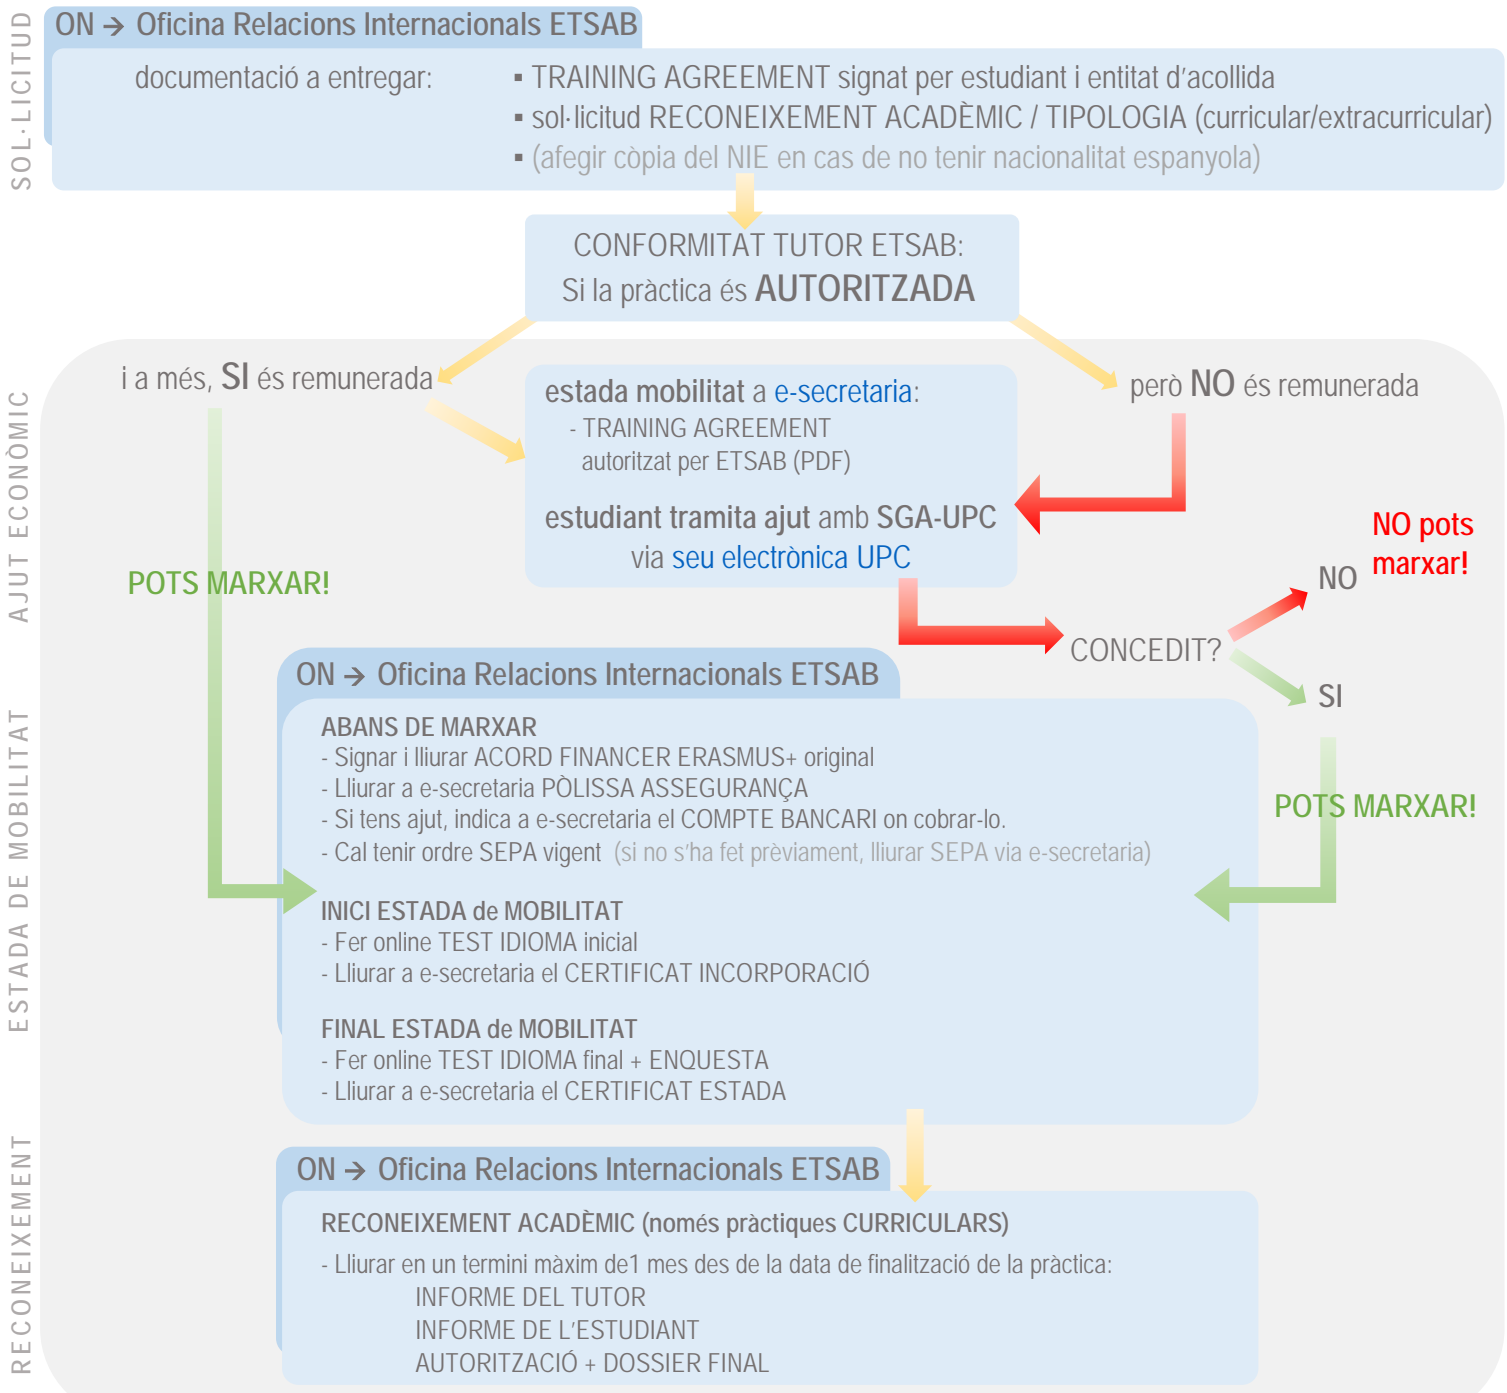 SOL·LICITUD
ON → Oficina Relacions Internacionals ETSAB
documentació a entregar:
▪ TRAINING AGREEMENT signat per estudiant i entitat d'acollida
▪ sol·licitud RECONEIXEMENT ACADÈMIC / TIPOLOGIA (curricular/extracurricular)
▪ (afegir còpia del NIE en cas de no tenir nacionalitat espanyola)
CONFORMITAT TUTOR ETSAB:
Si la pràctica és AUTORITZADA
AJUT ECONÒMIC
i a més, SI és remunerada
però NO és remunerada
estada mobilitat a e-secretaria:
- TRAINING AGREEMENT
autoritzat per ETSAB (PDF)
estudiant tramita ajut amb SGA-UPC
via seu electrònica UPC
POTS MARXAR!
CONCEDIT?
NO
NO pots
marxar!
SI
POTS MARXAR!
ESTADA DE MOBILITAT
ON → Oficina Relacions Internacionals ETSAB
ABANS DE MARXAR
- Signar i lliurar ACORD FINANCER ERASMUS+ original
- Lliurar a e-secretaria PÒLISSA ASSEGURANÇA
- Si tens ajut, indica a e-secretaria el COMPTE BANCARI on cobrar-lo.
- Cal tenir ordre SEPA vigent (si no s'ha fet prèviament, lliurar SEPA via e-secretaria)
INICI ESTADA de MOBILITAT
- Fer online TEST IDIOMA inicial
- Lliurar a e-secretaria el CERTIFICAT INCORPORACIÓ
FINAL ESTADA de MOBILITAT
- Fer online TEST IDIOMA final + ENQUESTA
- Lliurar a e-secretaria el CERTIFICAT ESTADA
RECONEIXEMENT
ON → Oficina Relacions Internacionals ETSAB
RECONEIXEMENT ACADÈMIC (només pràctiques CURRICULARS)
- Lliurar en un termini màxim de1 mes des de la data de finalització de la pràctica:
INFORME DEL TUTOR
INFORME DE L'ESTUDIANT
AUTORITZACIÓ + DOSSIER FINAL